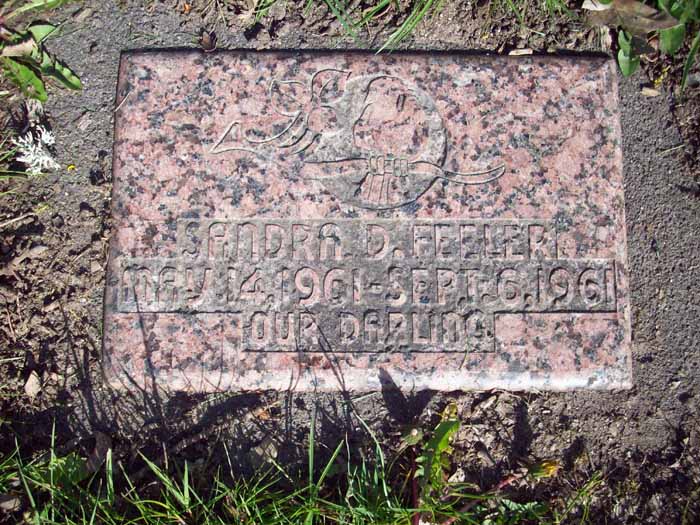 SANDRA D. FEELER
MAY 14, 1961-SEPT. 6, 1961
OUR DARLING